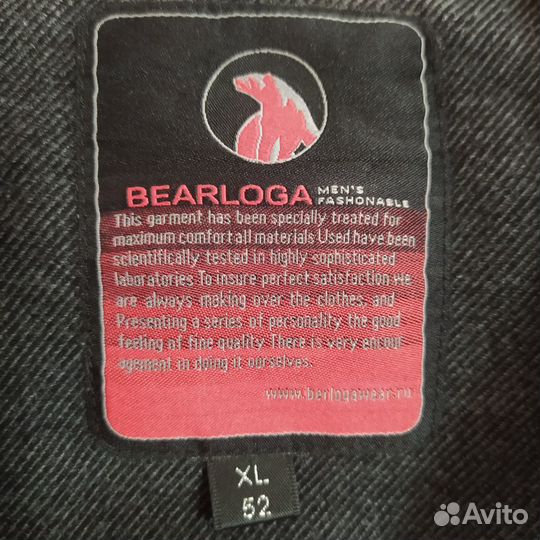 BEARLOGA MEN'S FASHONABLE
This garment has been specially treated for
maximum comfort all materials Used have been
scientifically tested in highly sophisticated
laboratories To insure perfect satisfaction we
are always making over the clothes, and
Presenting a series of personality the good
feeling of fine quality There is very encour
agement in doing it ourselves.
www.berlogawear.ru
XL
52
Avito